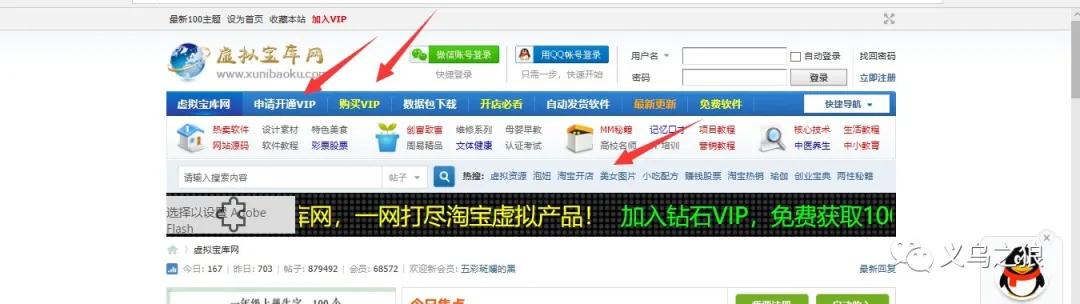 最新100主题 设为首页 收藏本站 加入VIP
虚拟宝库网
www.xunibaoku.com
微信账号登录
快捷登录
用QQ帐号登录
只需一步，快速开始
用户名
自动登录 找回密码
密码
登录 立即注册
虚拟宝库网 申请开通VIP 购买VIP 数据包下载 开店必看 自动发货软件 最新更新 免费软件 快捷导航
热卖软件 设计素材 特色美食 创富致富 维修系列 母婴早教 MM秘籍 记忆口才 项目教程 核心技术 生活教程
网站源码 软件教程 彩票股票 周易精品 文体健康 认证考试 高校名师 培训 营销教程 中医养生 中小教育
请输入搜索内容 帖子 热搜: 虚拟资源 泡妞 淘宝开店 美女图片 小吃配方 赚钱股票 淘宝热销 瑜伽 创业宝典 两性秘籍
选择以设置 Adobe Flash
库网，一网打尽淘宝虚拟产品！ 加入钻石VIP，免费获取100
虚拟宝库网
今日: 167 | 昨日: 703 | 帖子: 879492 | 会员: 68572 | 欢迎新会员: 五彩斑斓的黑 最新回复
义乌之狼
今日焦点